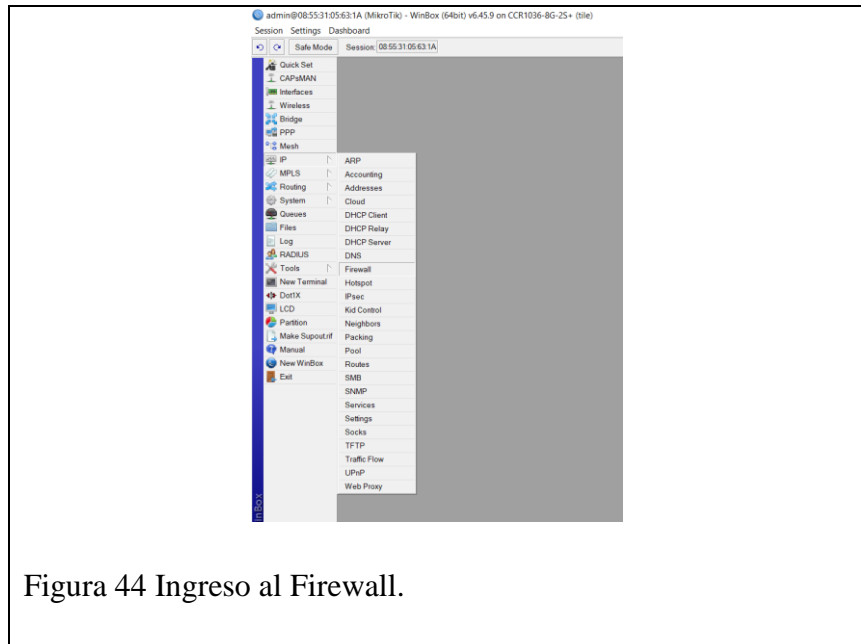 admin@08:55:31:05:63:1A (MikroTik) - WinBox (64bit) v6.45.9 on CCR1036-8G-2S+ (tile)
Session Settings Dashboard
Safe Mode Session: 08:55:31:05:63:1A
Quick Set
CAPsMAN
Interfaces
Wireless
Bridge
PPP
Mesh
IP
MPLS
Routing
System
Queues
Files
Log
RADIUS
Tools
New Terminal
Dot1X
LCD
Partition
Make Supout.rif
Manual
New WinBox
Exit
ARP
Accounting
Addresses
Cloud
DHCP Client
DHCP Relay
DHCP Server
DNS
Firewall
Hotspot
IPsec
Kid Control
Neighbors
Packing
Pool
Routes
SMB
SNMP
Services
Settings
Socks
TFTP
Traffic Flow
UPnP
Web Proxy
inBox
Figura 44 Ingreso al Firewall.